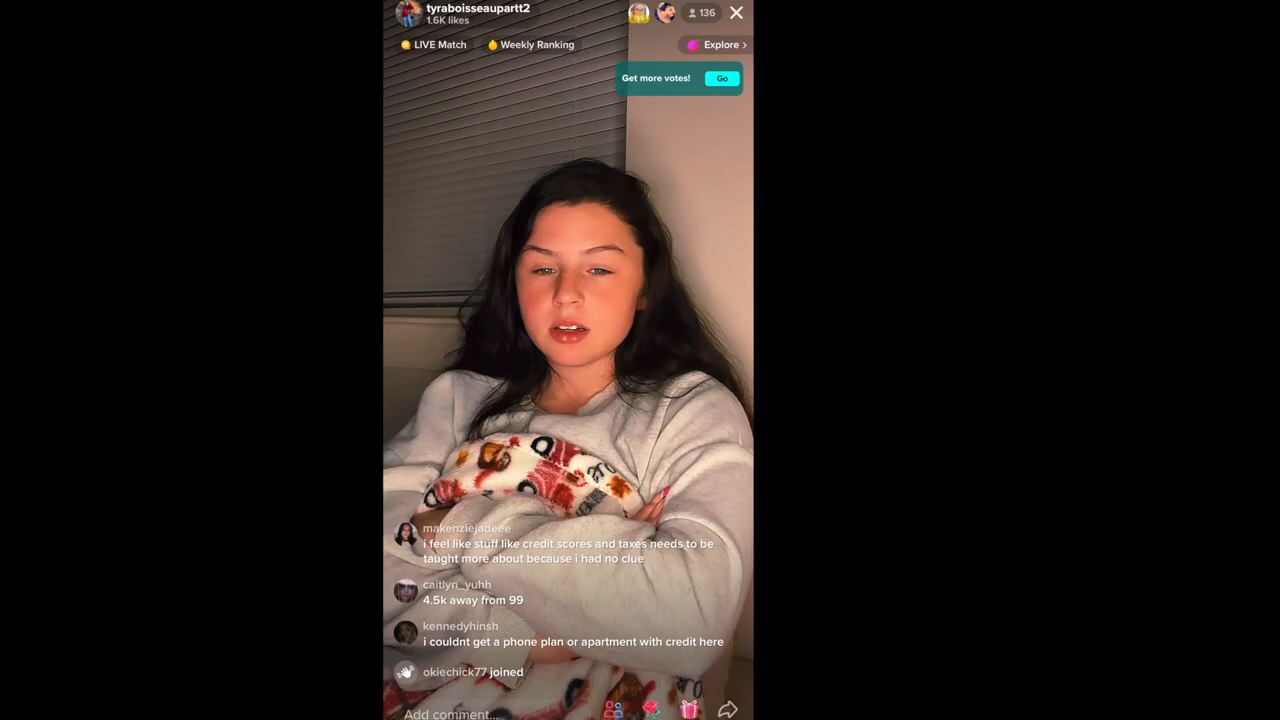 tyraboisseaupartt2
1.6K likes
136
LIVE Match
Weekly Ranking
Explore >
Get more votes!
Go
makenziejadeee
i feel like stuff like credit scores and taxes needs to be
taught more about because i had no clue
caitlyn_yuhh
4.5k away from 99
kennedyhinsh
i couldnt get a phone plan or apartment with credit here
okiechick77 joined
Add comment...